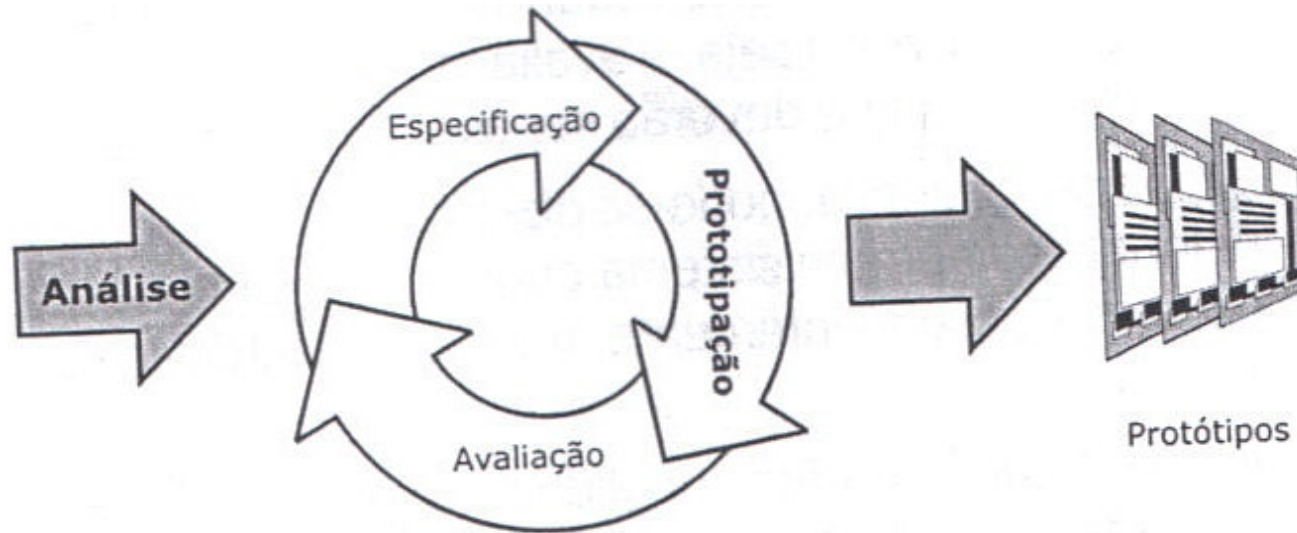 Especificação
Prototipação
Análise
Avaliação
Protótipos